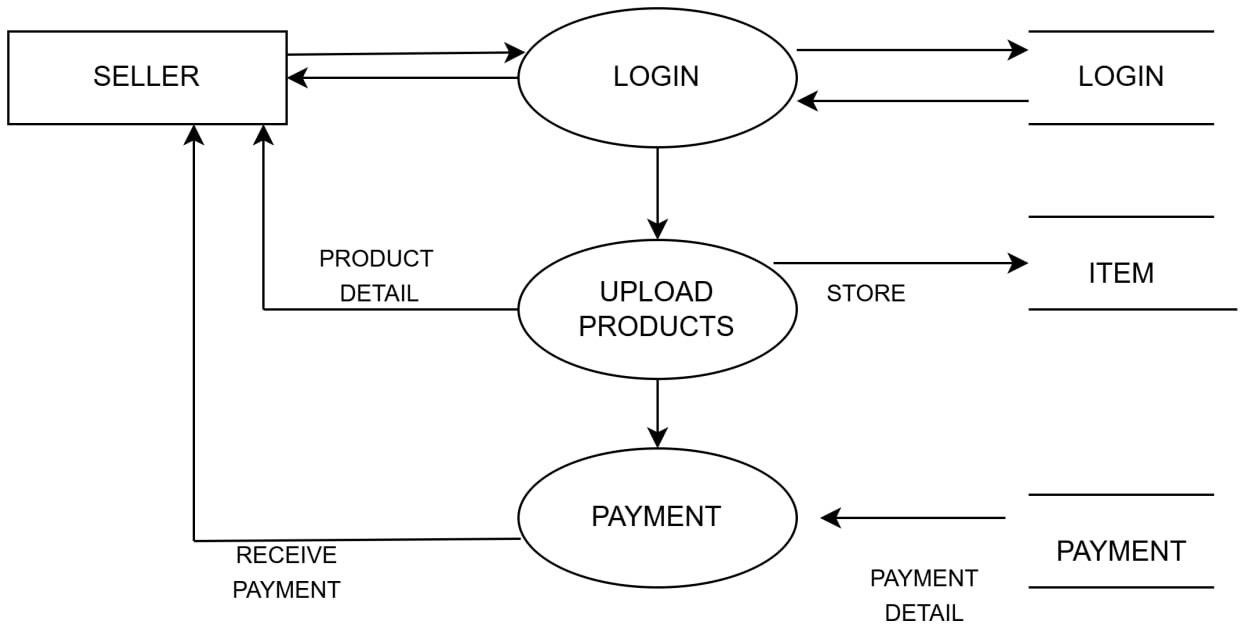 SELLER
LOGIN
LOGIN
PRODUCT
DETAIL
UPLOAD
PRODUCTS
STORE
ITEM
PAYMENT
PAYMENT
RECEIVE
PAYMENT
PAYMENT
DETAIL